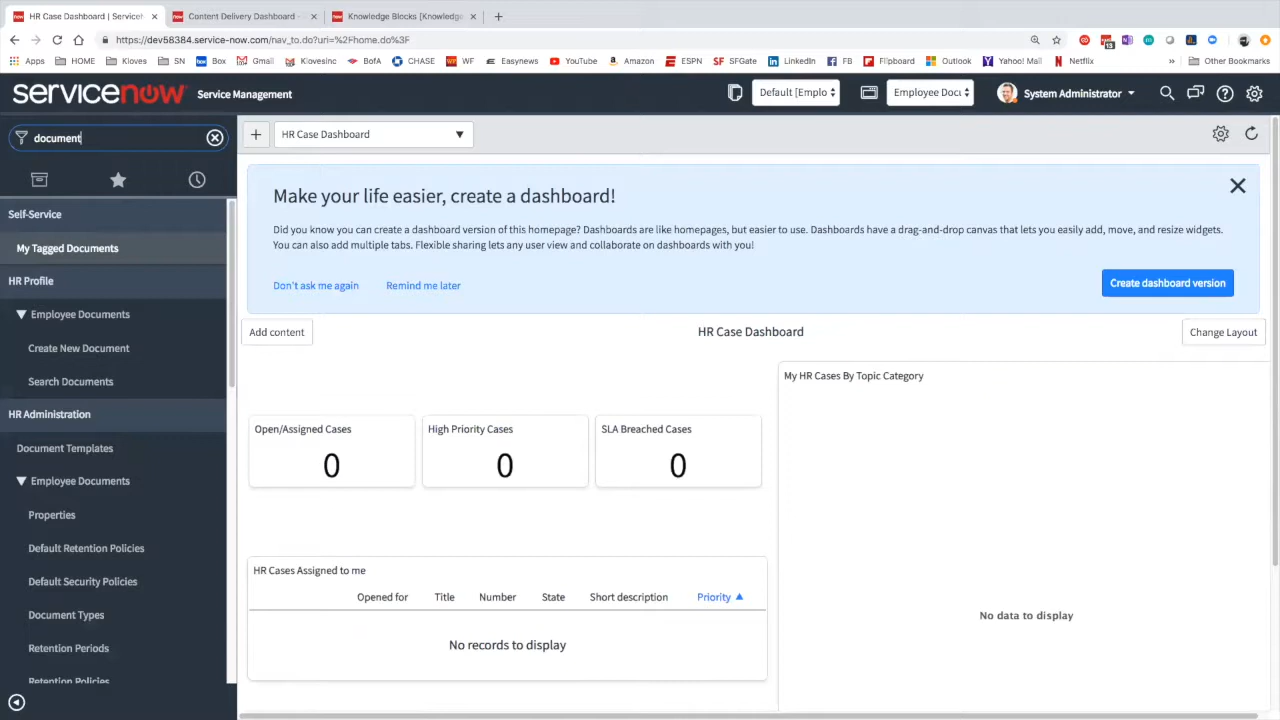 HR Case Dashboard | Servicel
Content Delivery Dashboard -
Knowledge Blocks [Knowledge
https://dev58384.service-now.com/nav_to.do?uri=%2Fhome.do%3F
13
Apps HOME Kloves SN Box Gmail Klovesinc BofA CHASE WF Easynews YouTube Amazon ESPN SFGate LinkedIn FB Flipboard Outlook Yahoo! Mail Netflix » Other Bookmarks
servicenow Service Management
Default [Emplo
Employee Docu
System Administrator
document
HR Case Dashboard
Self-Service
My Tagged Documents
HR Profile
Employee Documents
Create New Document
Search Documents
HR Administration
Document Templates
Employee Documents
Properties
Default Retention Policies
Default Security Policies
Document Types
Retention Periods
Retention Policies
Make your life easier, create a dashboard!
Did you know you can create a dashboard version of this homepage? Dashboards are like homepages, but easier to use. Dashboards have a drag-and-drop canvas that lets you easily add, move, and resize widgets.
You can also add multiple tabs. Flexible sharing lets any user view and collaborate on dashboards with you!
Don't ask me again
Remind me later
Create dashboard version
Add content
HR Case Dashboard
Change Layout
Open/Assigned Cases
0
High Priority Cases
0
SLA Breached Cases
0
My HR Cases By Topic Category
No data to display
HR Cases Assigned to me
Opened for Title Number State Short description Priority
No records to display